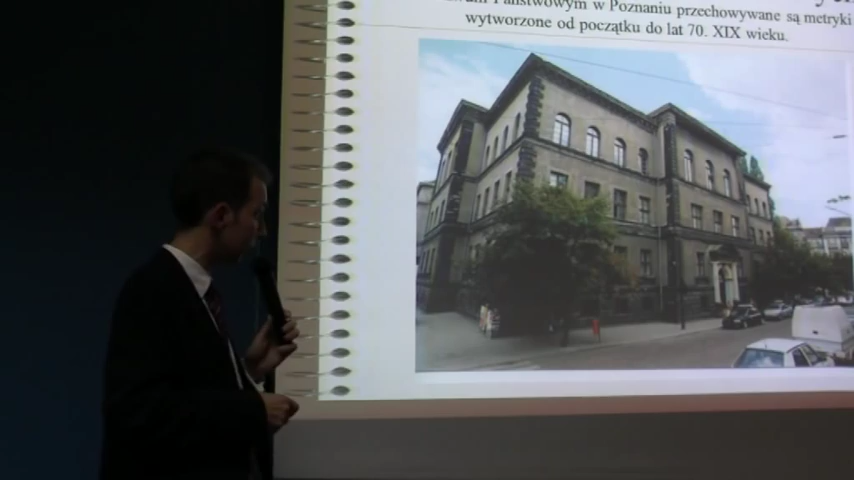 Państwowym w Poznaniu przechowywane są metryki
wytworzone od początku do lat 70. XIX wieku.